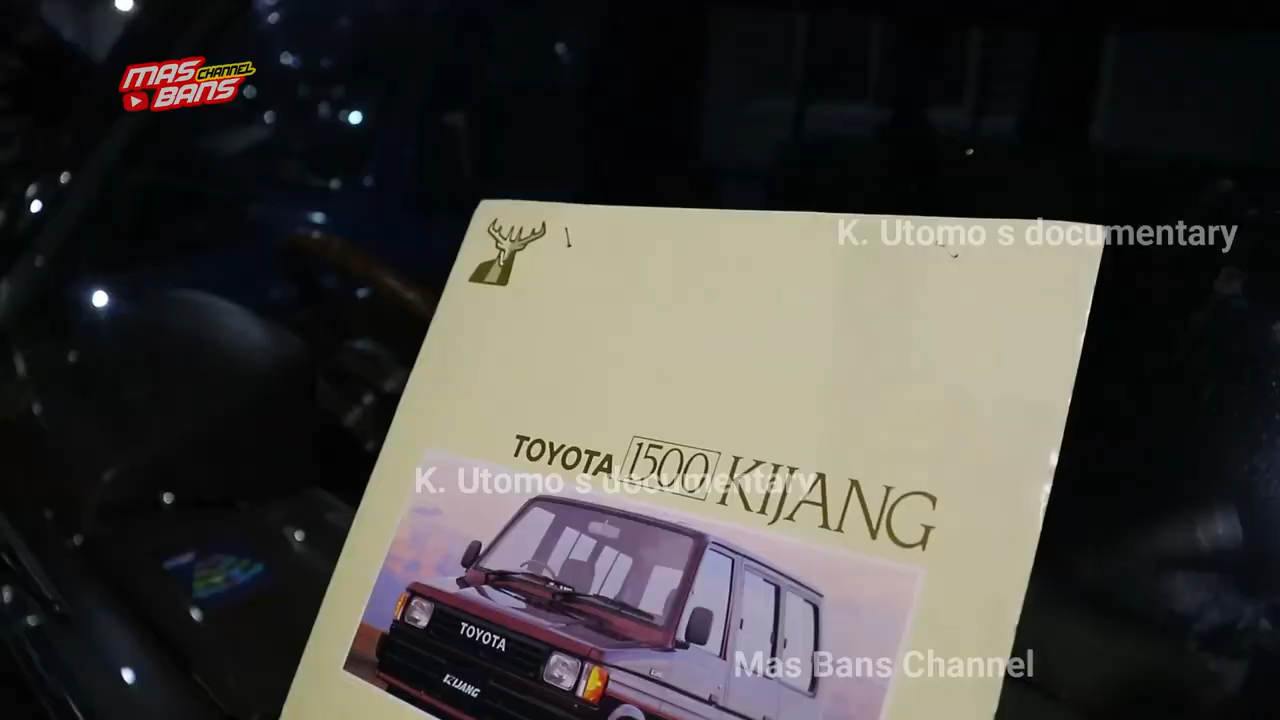 MAS CHANNEL
BANS
K. Utomo s documentary
TOYOTA 1500 KIJANG
K. Utomo s documentary
TOYOTA
KIJANG
Mas Bans Channel